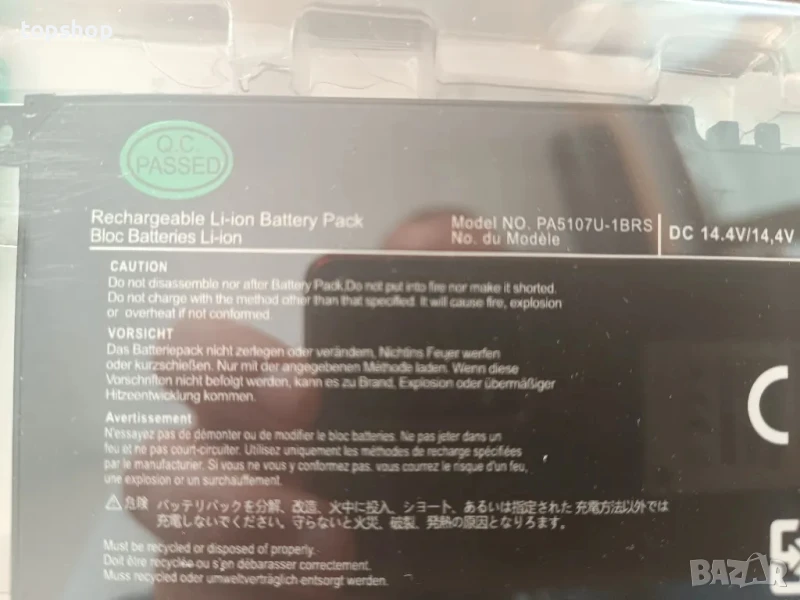 topshop
Q.C.
PASSED
Rechargeable Li-ion Battery Pack
Bloc Batteries Li-ion
Model NO. PA5107U-1BRS
No. du Modèle
DC 14.4V/14,4V
CAUTION
Do not disassemble nor after Battery Pack.Do not put into fire nor make it shorted.
Do not charge with the method other than that specified. It will cause fire, explosion
or overheat if not conformed.
VORSICHT
Das Batteriepack nicht zerlegen oder verändern, Nichtins Feuer werfen
oder kurzschließen. Nur mit der angegebenen Methode laden. Wenn diese
Vorschriften nicht befolgt werden, kann es zu Brand, Explosion oder übermäßiger
Hitzeentwicklung kommen.
Avertissement
N'essayez pas de démonter ou de modifier le bloc batteries. Ne pas jeter dans un
feu et ne pas court-circuiter. Utilisez uniquement les méthodes de recharge spécifiées
par le manufacturier. Si vous ne vous y conformez pas, vous courrez le risque d'un feu,
une explosion or un surchauffement.
⚠危険 バッテリパックを分解、改造、火中に投入、ショート、あるいは指定された 充電方法以外では
充電しないでください。守らないと火災、破裂、発熱の原因となりろます。
Must be recycled or disposed of properly.
Doit être recyclée ou s'en débarasser correctement.
Muss recycled oder umweltverträglich entsorgt werden.
BAZAR